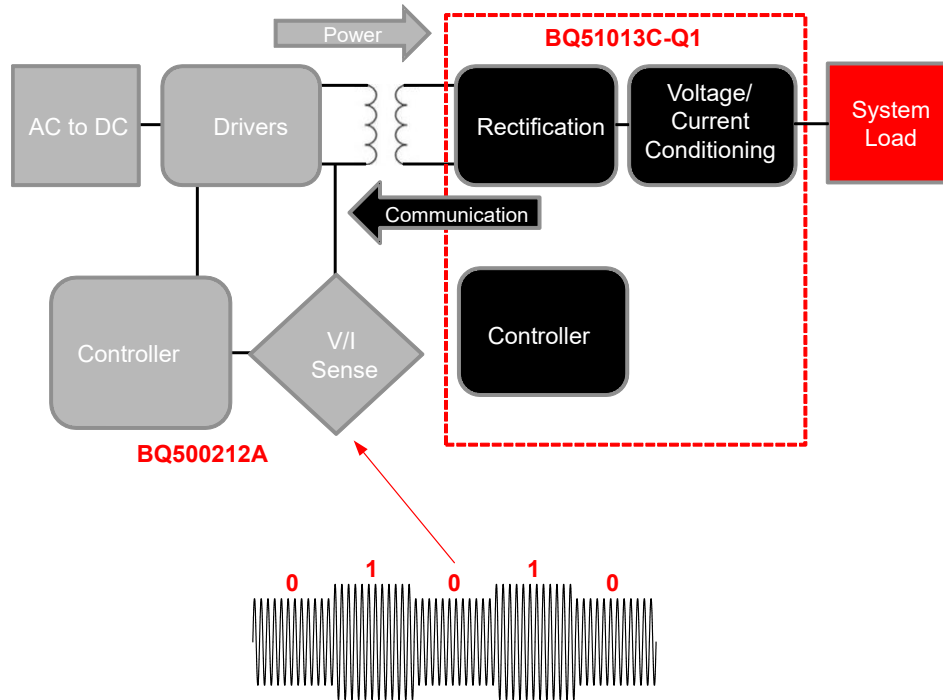 Power
BQ51013C-Q1
AC to DC
Drivers
Rectification
Voltage/
Current
Conditioning
System
Load
Communication
Controller
V/I
Sense
Controller
BQ500212A
0
1
0
1
0